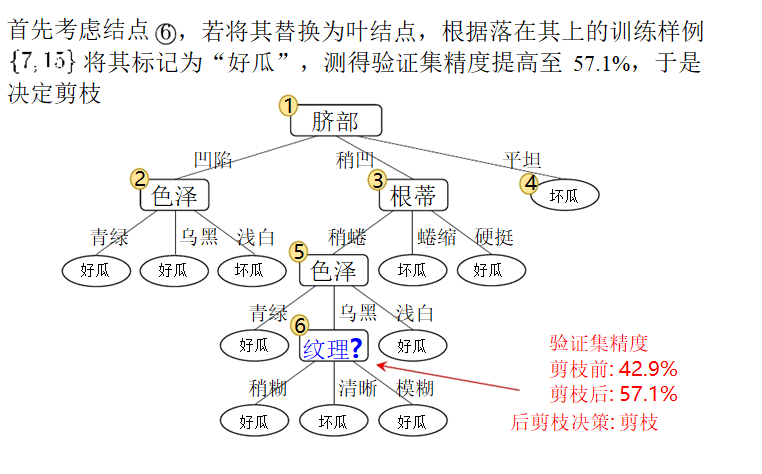 首先考虑结点⑥，若将其替换为叶结点，根据落在其上的训练样例
{7,15} 将其标记为“好瓜”，测得验证集精度提高至 57.1%，于是
决定剪枝
1
脐部
凹陷 稍凹 平坦
2 3 4
色泽 根蒂 坏瓜
青绿 乌黑 浅白 稍蜷 蜷缩 硬挺
5
好瓜 好瓜 坏瓜 色泽 坏瓜 好瓜
青绿 乌黑 浅白
6
好瓜 纹理? 好瓜
稍糊 清晰 模糊
好瓜 坏瓜 好瓜
验证集精度
剪枝前: 42.9%
剪枝后: 57.1%
后剪枝决策: 剪枝